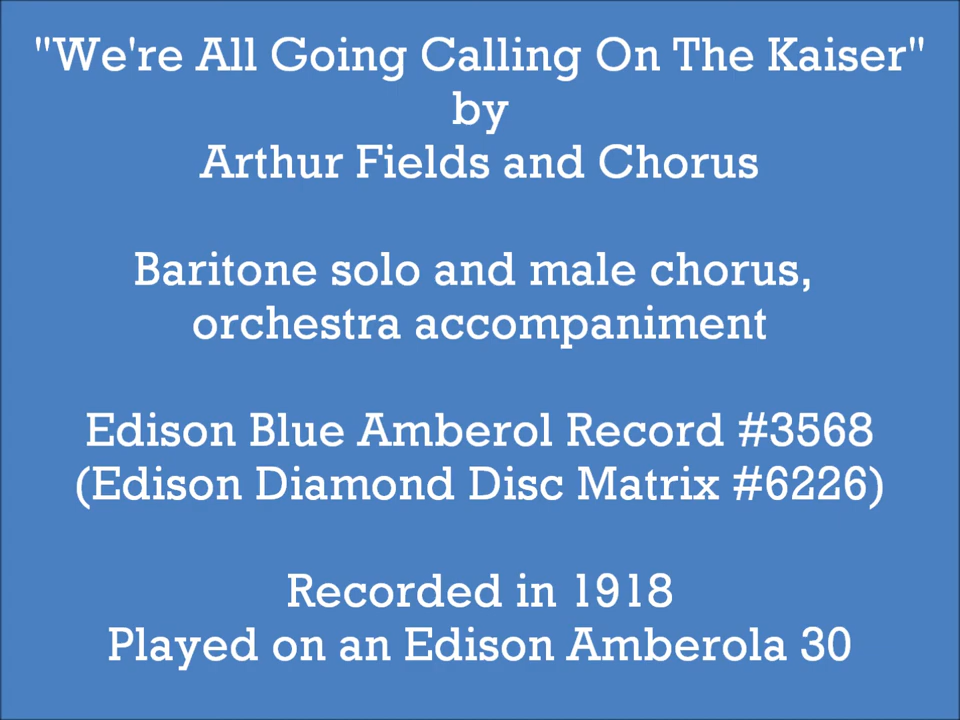 "We're All Going Calling On The Kaiser"
by
Arthur Fields and Chorus
Baritone solo and male chorus,
orchestra accompaniment
Edison Blue Amberol Record #3568
(Edison Diamond Disc Matrix #6226)
Recorded in 1918
Played on an Edison Amberola 30